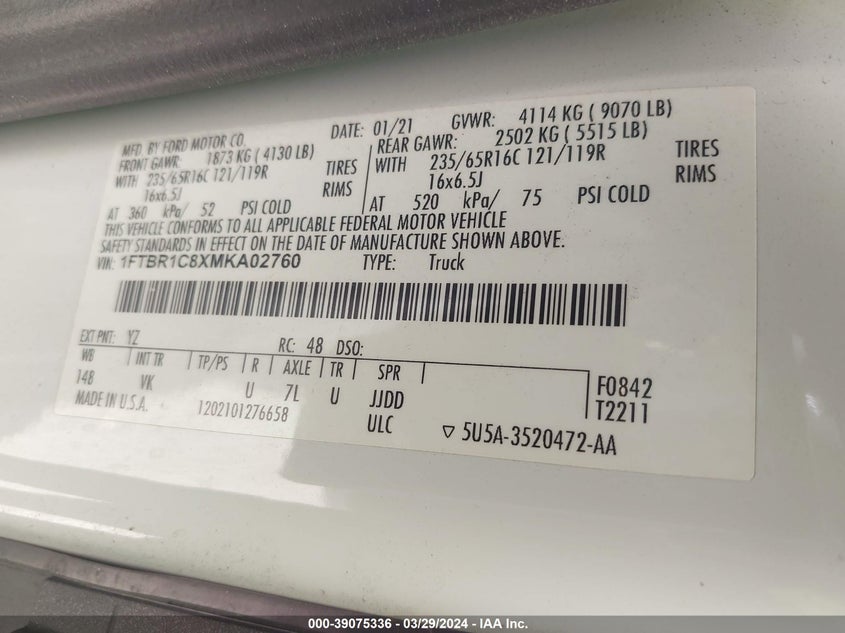 MFD. BY FORD MOTOR CO. DATE: 01/21 GVWR: 4114 KG ( 9070 LB)
FRONT GAWR: 1873 KG ( 4130 LB) REAR GAWR: 2502 KG ( 5515 LB)
WITH 235/65R16C 121/119R TIRES WITH 235/65R16C 121/119R TIRES
16x6.5J RIMS 16x6.5J RIMS
AT 360 kPa/ 52 PSI COLD AT 520 kPa/ 75 PSI COLD
THIS VEHICLE CONFORMS TO ALL APPLICABLE FEDERAL MOTOR VEHICLE
SAFETY STANDARDS IN EFFECT ON THE DATE OF MANUFACTURE SHOWN ABOVE.
VIN: 1FTBR1C8XMKA02760 TYPE: Truck
EXT PNT: YZ RC: 48 DSO:
WB INT TR TP/PS R AXLE TR SPR
148 VK U 7L U JJDD F0842
MADE IN U.S.A. 1202101276658 ULC T2211
▽ 5U5A-3520472-AA
000-39075336 - 03/29/2024 - IAA Inc.